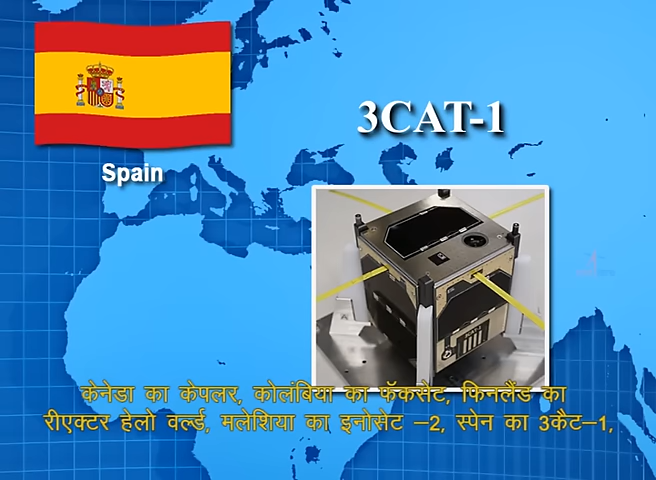 3CAT-1
Spain
केनेडा का केपलर, कोलंबिया का फॅकसेट, फिनलैंड का
रीएक्टर हेलो वर्ल्ड, मलेशिया का इनोसेट –2, स्पेन का 3कैट–1,